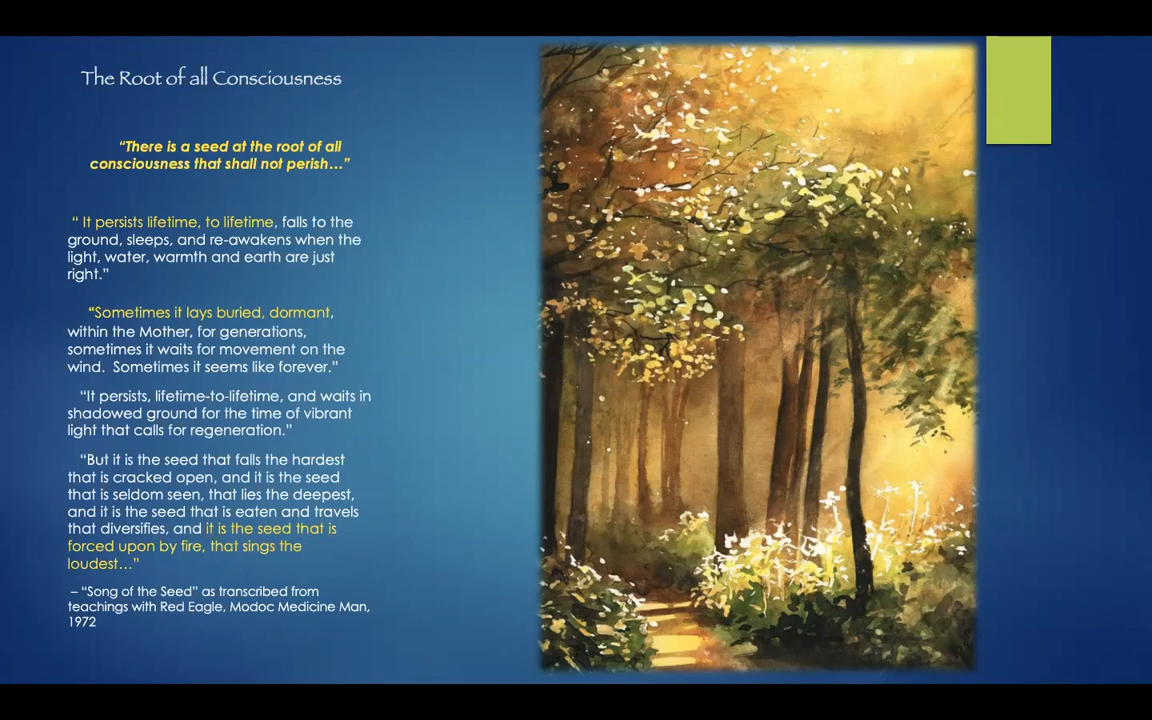 The Root of all Consciousness
“There is a seed at the root of all
consciousness that shall not perish…”
“ It persists lifetime, to lifetime, falls to the
ground, sleeps, and re-awakens when the
light, water, warmth and earth are just
right.”
“Sometimes it lays buried, dormant,
within the Mother, for generations,
sometimes it waits for movement on the
wind.  Sometimes it seems like forever.”
“It persists, lifetime-to-lifetime, and waits in
shadowed ground for the time of vibrant
light that calls for regeneration.”
“But it is the seed that falls the hardest
that is cracked open, and it is the seed
that is seldom seen, that lies the deepest,
and it is the seed that is eaten and travels
that diversifies, and it is the seed that is
forced upon by fire, that sings the
loudest…”
– “Song of the Seed” as transcribed from
teachings with Red Eagle, Modoc Medicine Man,
1972